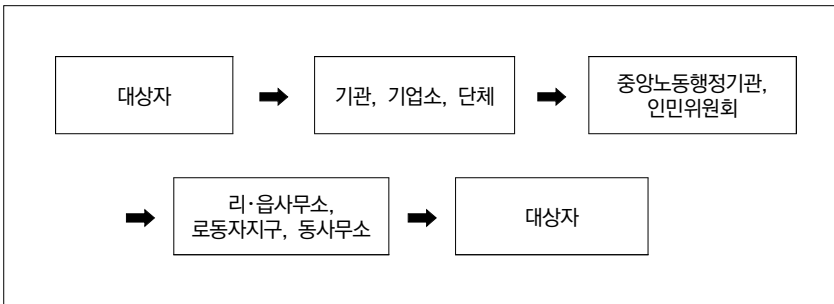 대상자
기관, 기업소, 단체
중앙노동행정기관,
인민위원회
리·읍사무소,
로동자지구, 동사무소
대상자